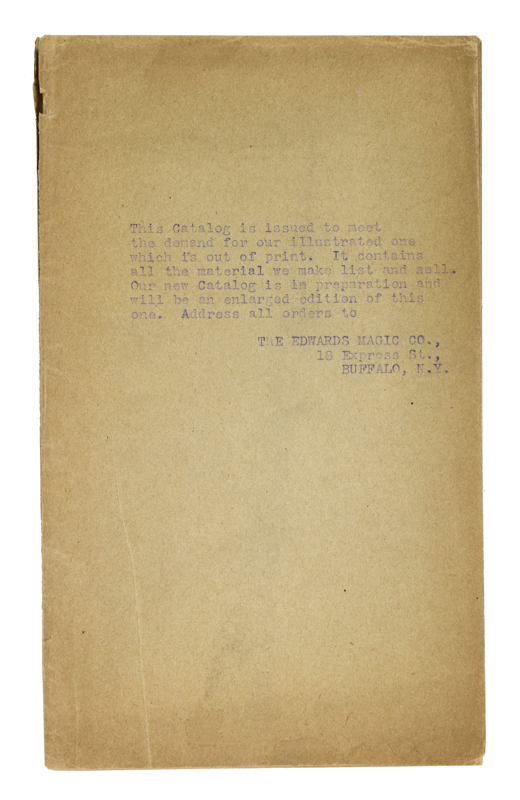 This Catalog is issued to meet
the demand for our illustrated one
which is out of print.  It contains
all the material we make list and sell.
Our new Catalog is in preparation and
will be an enlarged edition of this
one.  Address all orders to
THE EDWARDS MAGIC CO.,
18 Express St.,
BUFFALO, N.Y.